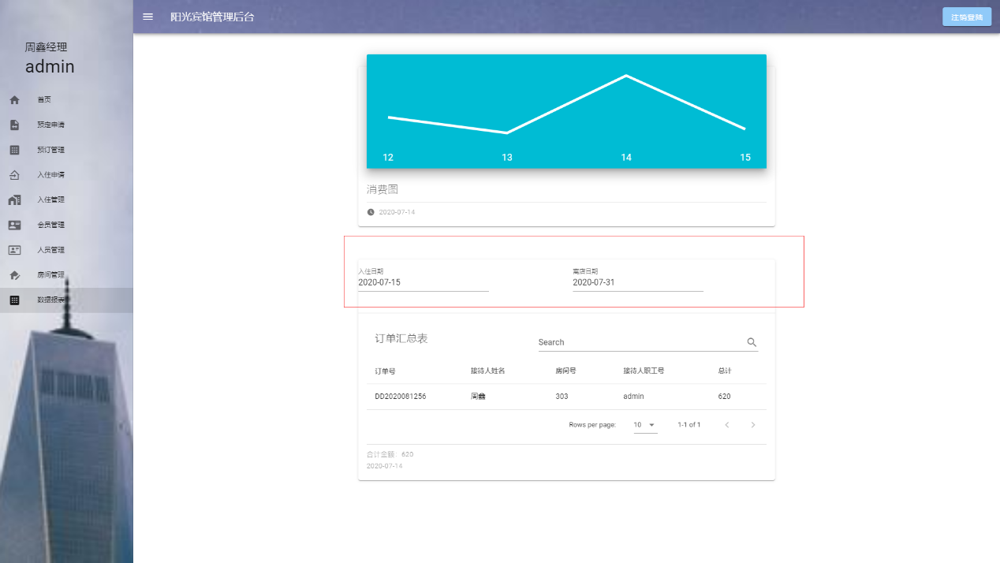 阳光宾馆管理后台
注销登陆
周鑫经理
admin
首页
预定申请
预订管理
入住申请
入住管理
会员管理
人员管理
房间管理
数据报表
12 13 14 15
消费图
2020-07-14
入住日期 离店日期
2020-07-15 2020-07-31
订单汇总表
Search
订单号 接待人姓名 房间号 接待人职工号 总计
DD2020081256 周鑫 303 admin 620
Rows per page: 10 1-1 of 1
合计金额 620
2020-07-14